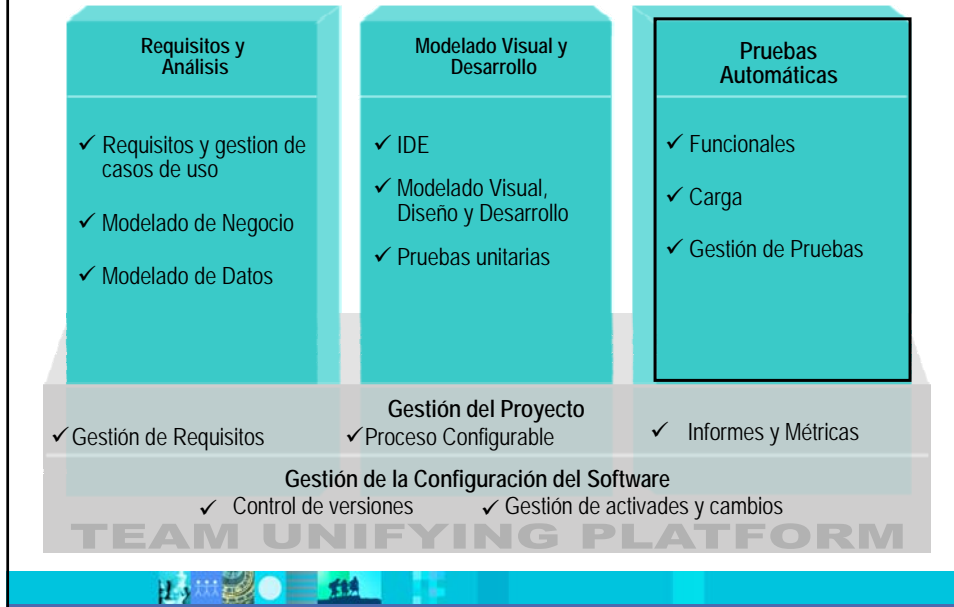 Requisitos y
Análisis
✓ Requisitos y gestion de
casos de uso
✓ Modelado de Negocio
✓ Modelado de Datos
Modelado Visual y
Desarrollo
✓ IDE
✓ Modelado Visual,
Diseño y Desarrollo
✓ Pruebas unitarias
Pruebas
Automáticas
✓ Funcionales
✓ Carga
✓ Gestión de Pruebas
Gestión del Proyecto
✓ Gestión de Requisitos ✓ Proceso Configurable ✓ Informes y Métricas
Gestión de la Configuración del Software
✓ Control de versiones ✓ Gestión de activades y cambios
TEAM UNIFYING PLATFORM